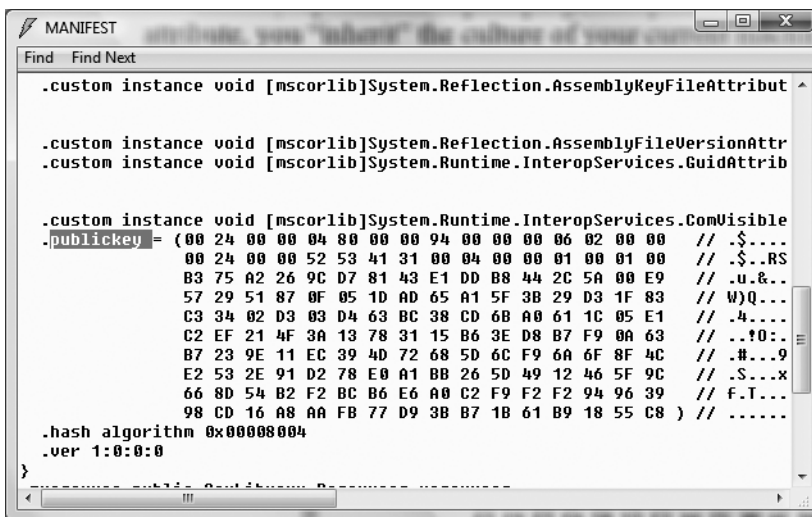 attribute, you "inherit" the culture of your current machin
MANIFEST
Find Find Next
.custom instance void [mscorlib]System.Reflection.AssemblyKeyFileAttribut
.custom instance void [mscorlib]System.Reflection.AssemblyFileVersionAttr
.custom instance void [mscorlib]System.Runtime.InteropServices.GuidAttrib
.custom instance void [mscorlib]System.Runtime.InteropServices.ComVisible
.publickey = (00 24 00 00 04 80 00 00 94 00 00 00 06 02 00 00 // .$....
00 24 00 00 52 53 41 31 00 04 00 00 01 00 01 00 // .$..RS
B3 75 A2 26 9C D7 81 43 E1 DD B8 44 2C 5A 00 E9 // .u.&..
57 29 51 87 0F 05 1D AD 65 A1 5F 3B 29 D3 1F 83 // W)Q...
C3 34 02 D3 03 D4 63 BC 38 CD 6B A0 61 1C 05 E1 // .4....
C2 EF 21 4F 3A 13 78 31 15 B6 3E D8 B7 F9 0A 63 // ..!O:.
B7 23 9E 11 EC 39 4D 72 68 5D 6C F9 6A 6F 8F 4C // .#...9
E2 53 2E 91 D2 78 E0 A1 BB 26 5D 49 12 46 5F 9C // .S...x
66 8D 54 B2 F2 BC B6 E6 A0 C2 F9 F2 F2 94 96 39 // f.T...
98 CD 16 A8 AA FB 77 D9 3B B7 1B 61 B9 18 55 C8 ) // ......
.hash algorithm 0x00008004
.ver 1:0:0:0
}